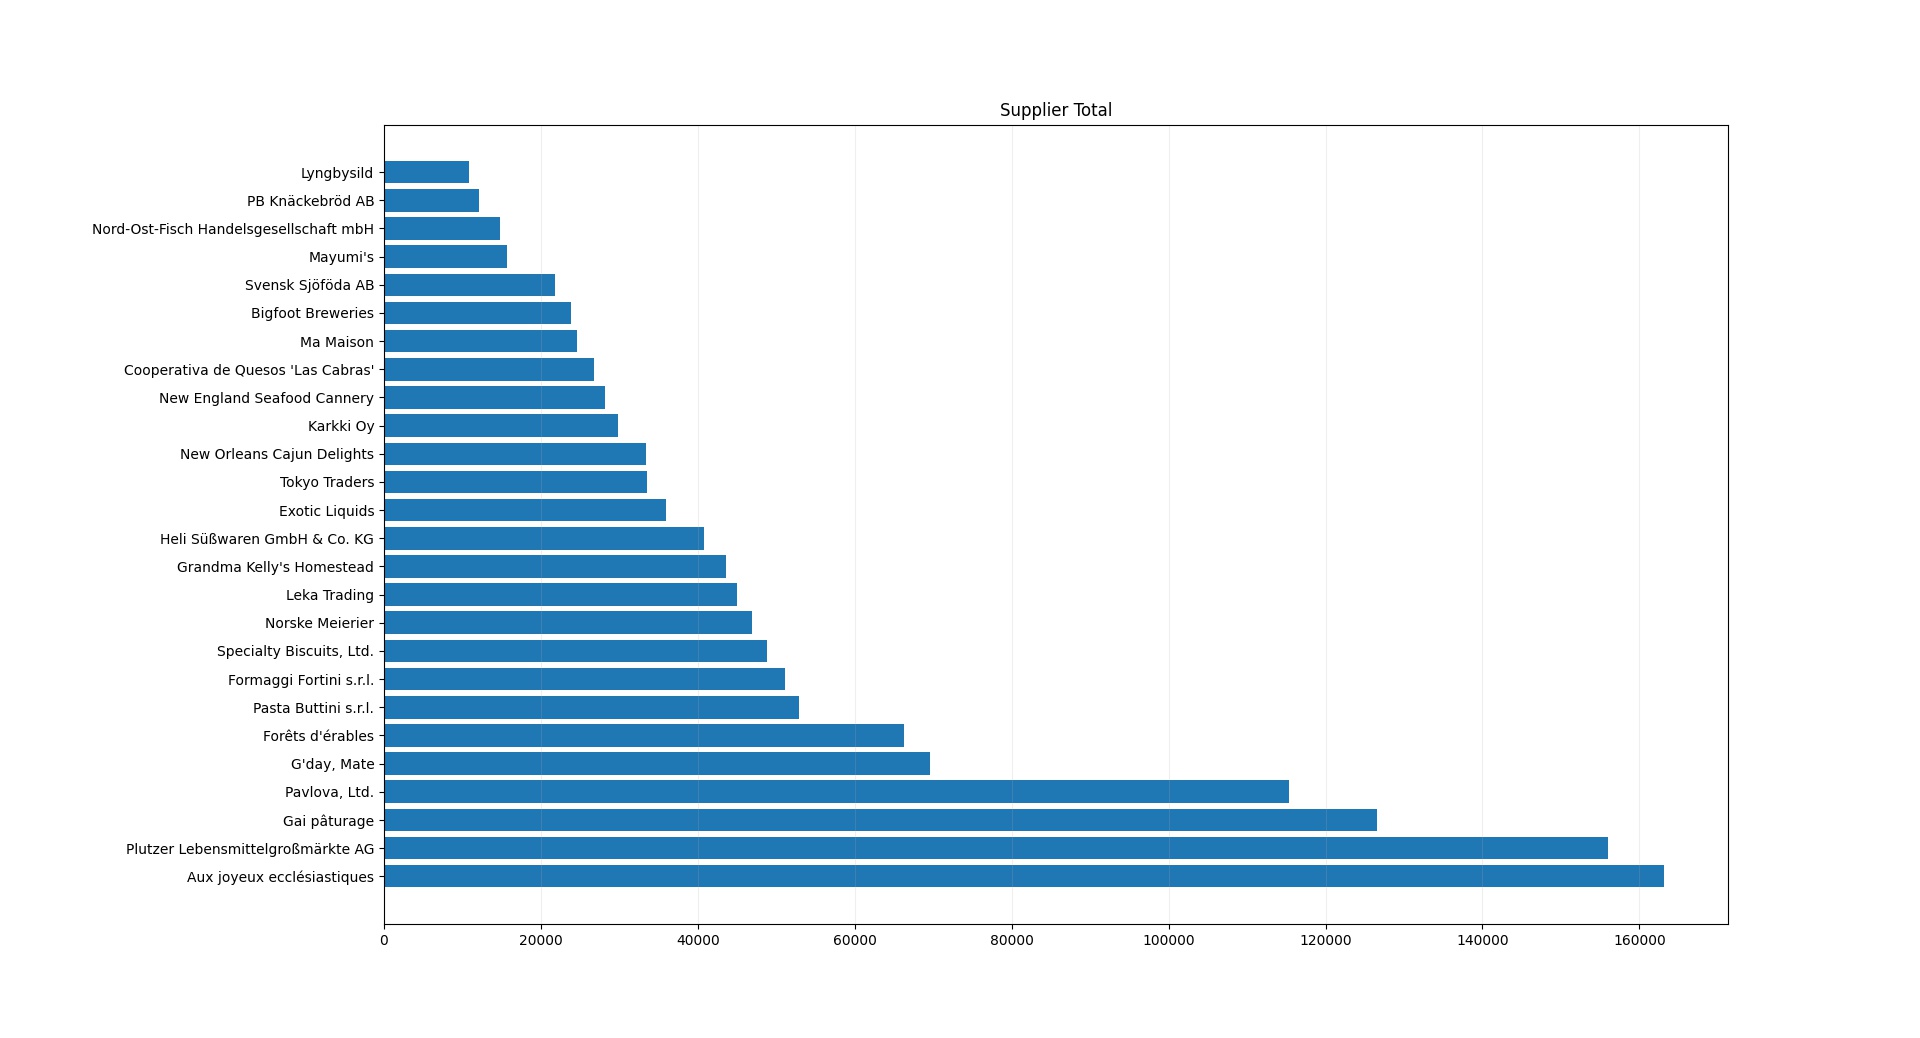 Supplier Total
Lyngbysild
PB Knäckebröd AB
Nord-Ost-Fisch Handelsgesellschaft mbH
Mayumi's
Svensk Sjöföda AB
Bigfoot Breweries
Ma Maison
Cooperativa de Quesos 'Las Cabras'
New England Seafood Cannery
Karkki Oy
New Orleans Cajun Delights
Tokyo Traders
Exotic Liquids
Heli Süßwaren GmbH & Co. KG
Grandma Kelly's Homestead
Leka Trading
Norske Meierier
Specialty Biscuits, Ltd.
Formaggi Fortini s.r.l.
Pasta Buttini s.r.l.
Forêts d'érables
G'day, Mate
Pavlova, Ltd.
Gai pâturage
Plutzer Lebensmittelgroßmärkte AG
Aux joyeux ecclésiastiques
0 20000 40000 60000 80000 100000 120000 140000 160000